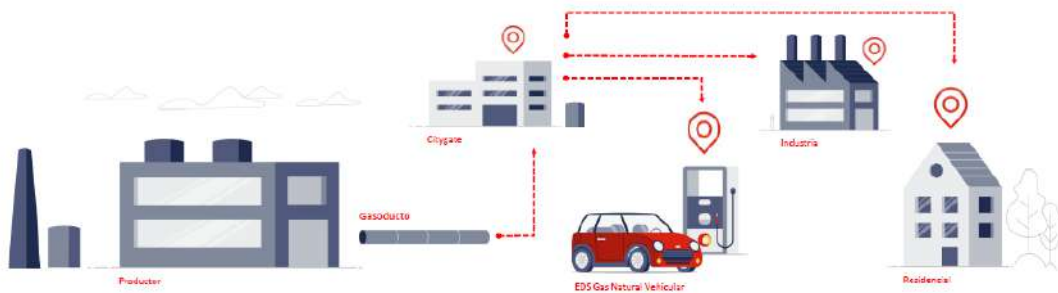 Citygate
Industria
Gasoducto
Productor
EDS Gas Natural Vehicular
Residencial